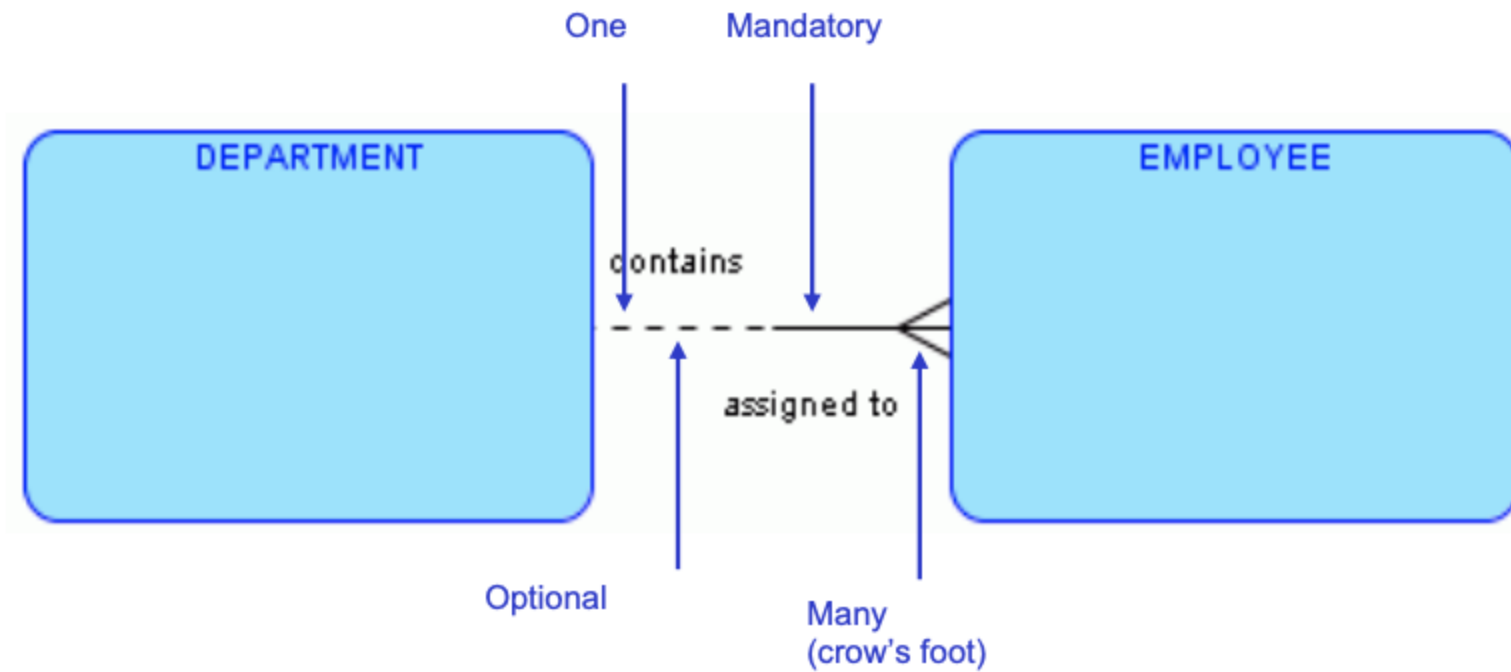 One
Mandatory
DEPARTMENT
EMPLOYEE
contains
assigned to
Optional
Many
(crow’s foot)